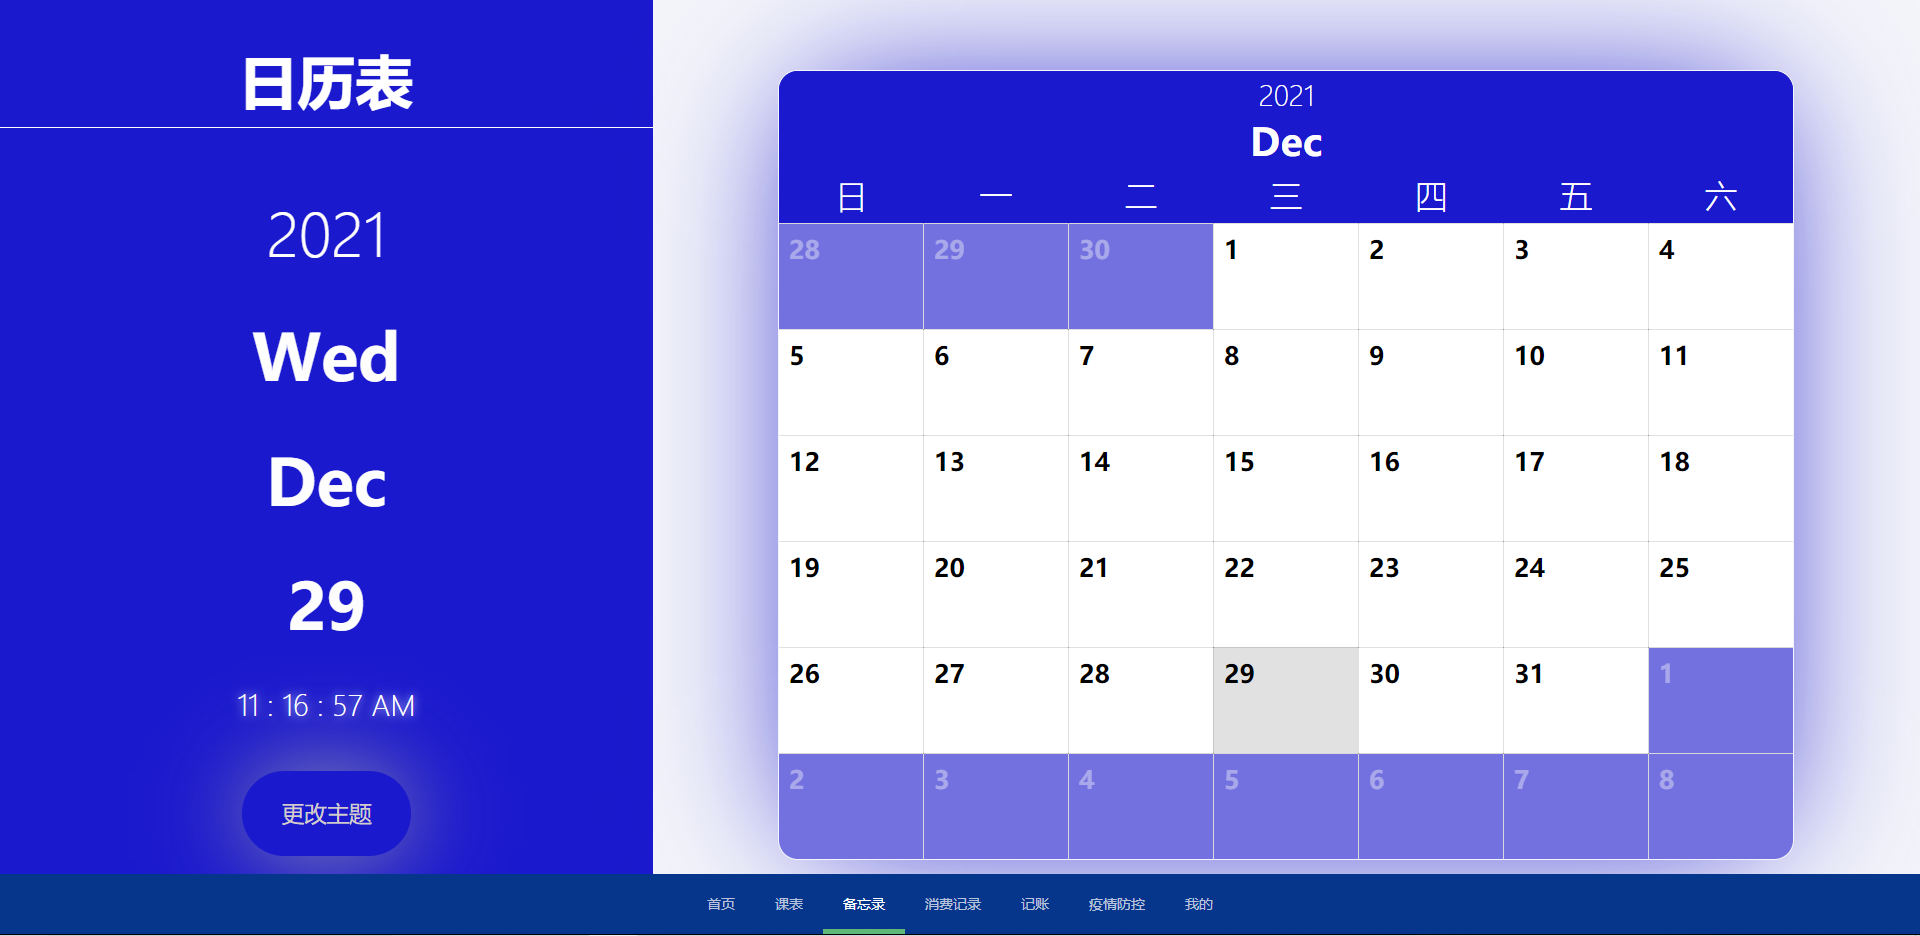 日历表
2021
Wed
Dec
29
11 : 16 : 57 AM
更改主题
2021
Dec
日 一 二 三 四 五 六
28 29 30 1 2 3 4
5 6 7 8 9 10 11
12 13 14 15 16 17 18
19 20 21 22 23 24 25
26 27 28 29 30 31 1
2 3 4 5 6 7 8
首页 课表 备忘录 消费记录 记账 疫情防控 我的